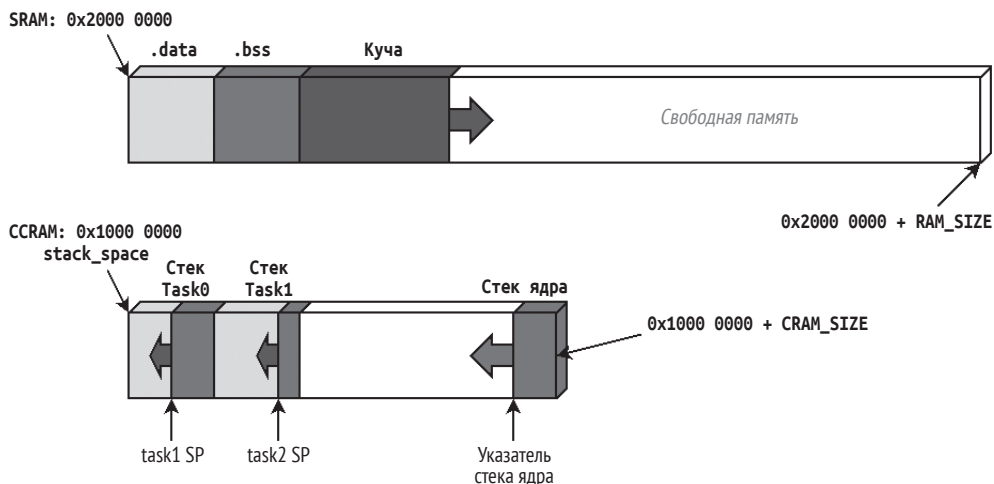 SRAM: 0x2000 0000
.data .bss Куча
Свободная память
0x2000 0000 + RAM_SIZE
CCRAM: 0x1000 0000
stack_space
Стек
Task0
Стек
Task1
Стек ядра
0x1000 0000 + CRAM_SIZE
task1 SP
task2 SP
Указатель
стека ядра